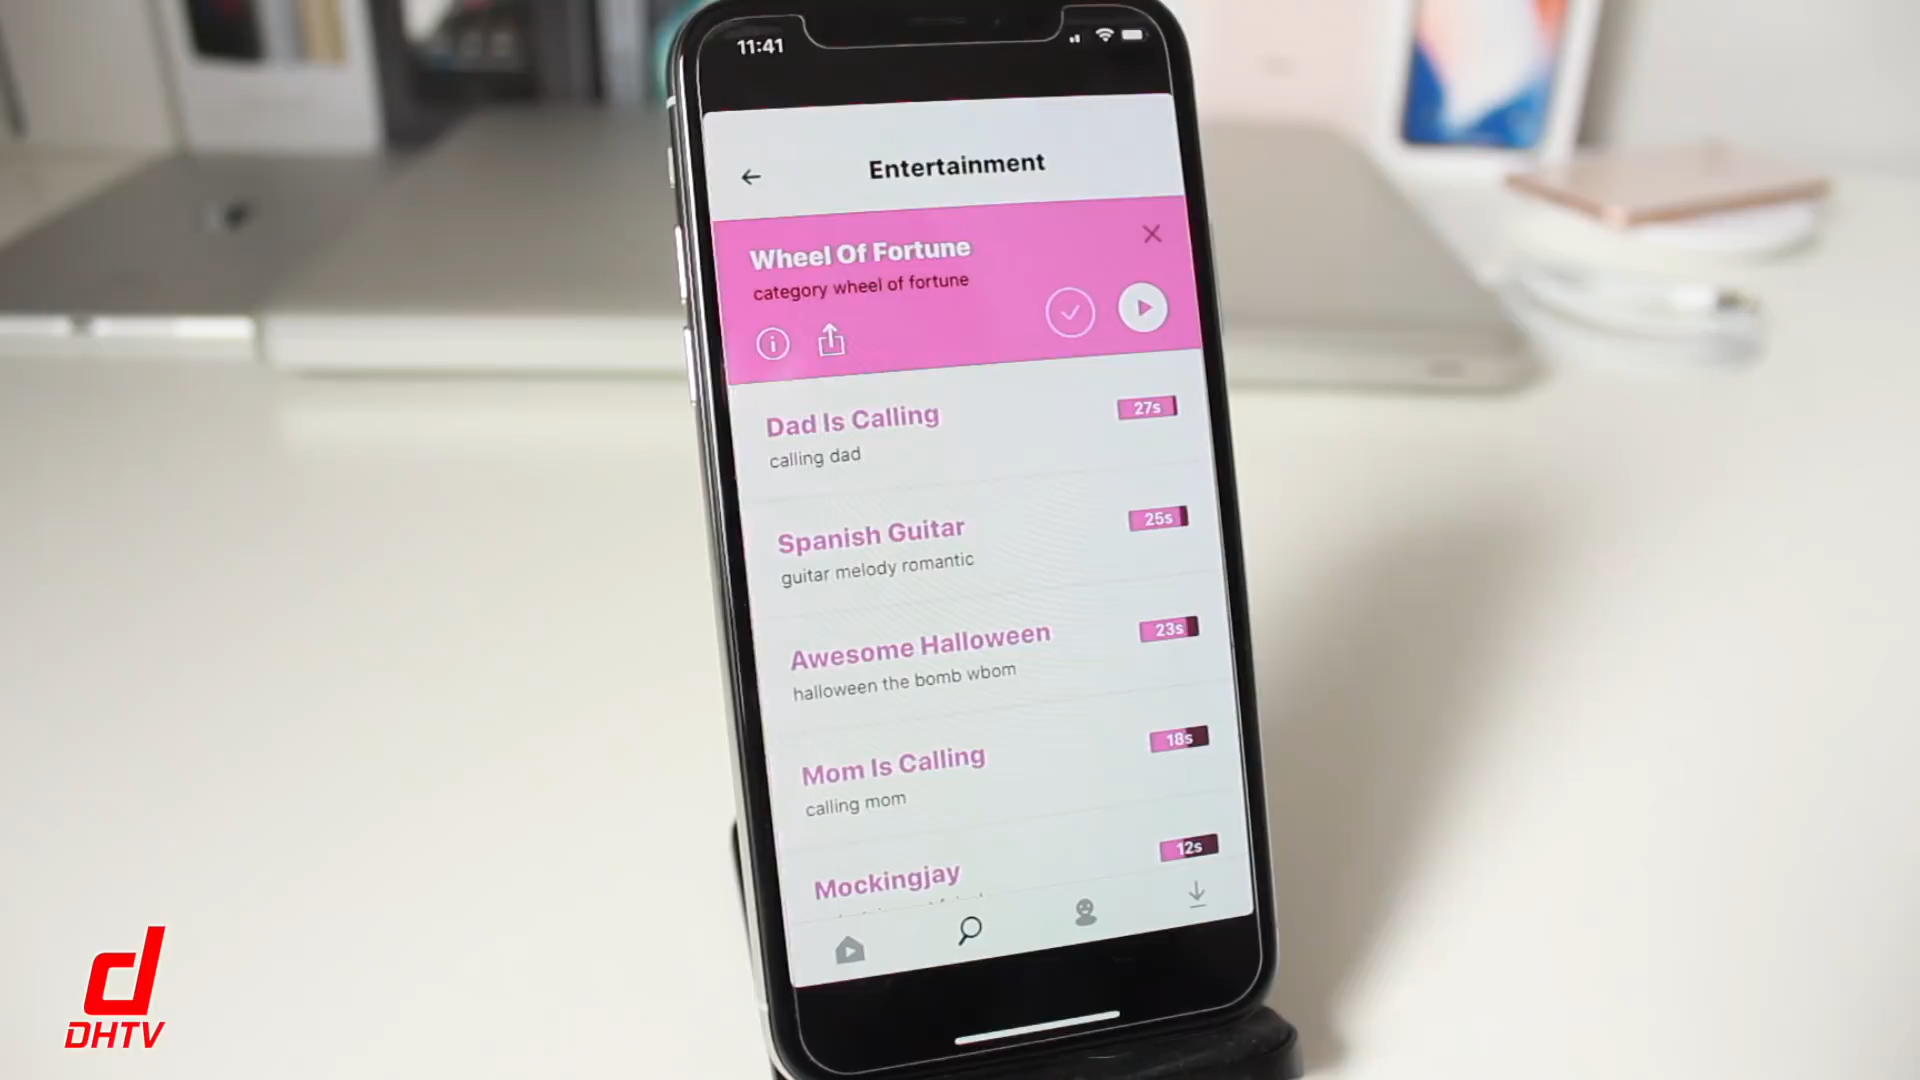 11:41
Entertainment
Wheel Of Fortune
category wheel of fortune
Dad Is Calling
27s
calling dad
Spanish Guitar
25s
guitar melody romantic
Awesome Halloween
23s
halloween the bomb wbom
Mom Is Calling
18s
calling mom
Mockingjay
12s
d
DHTV